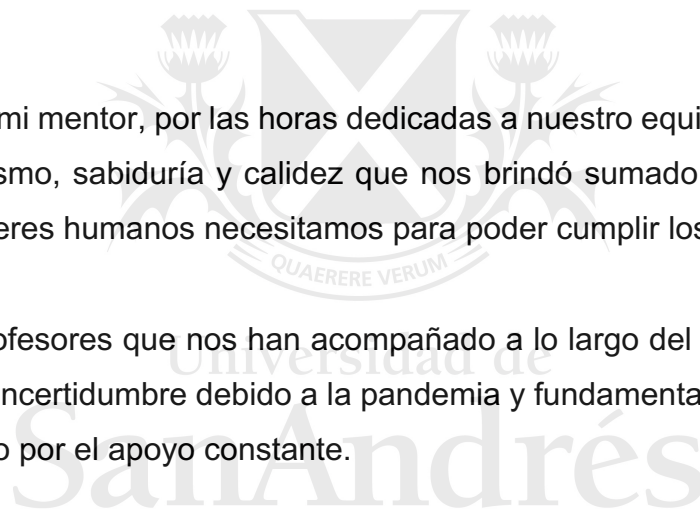 mi mentor, por las horas dedicadas a nuestro equi
smo, sabiduría y calidez que nos brindó sumado
eres humanos necesitamos para poder cumplir los
QUAERERE VERUM
ofesores que nos han acompañado a lo largo del
Universidad de
incertidumbre debido a la pandemia y fundamenta
o por el apoyo constante.
SanAndrés